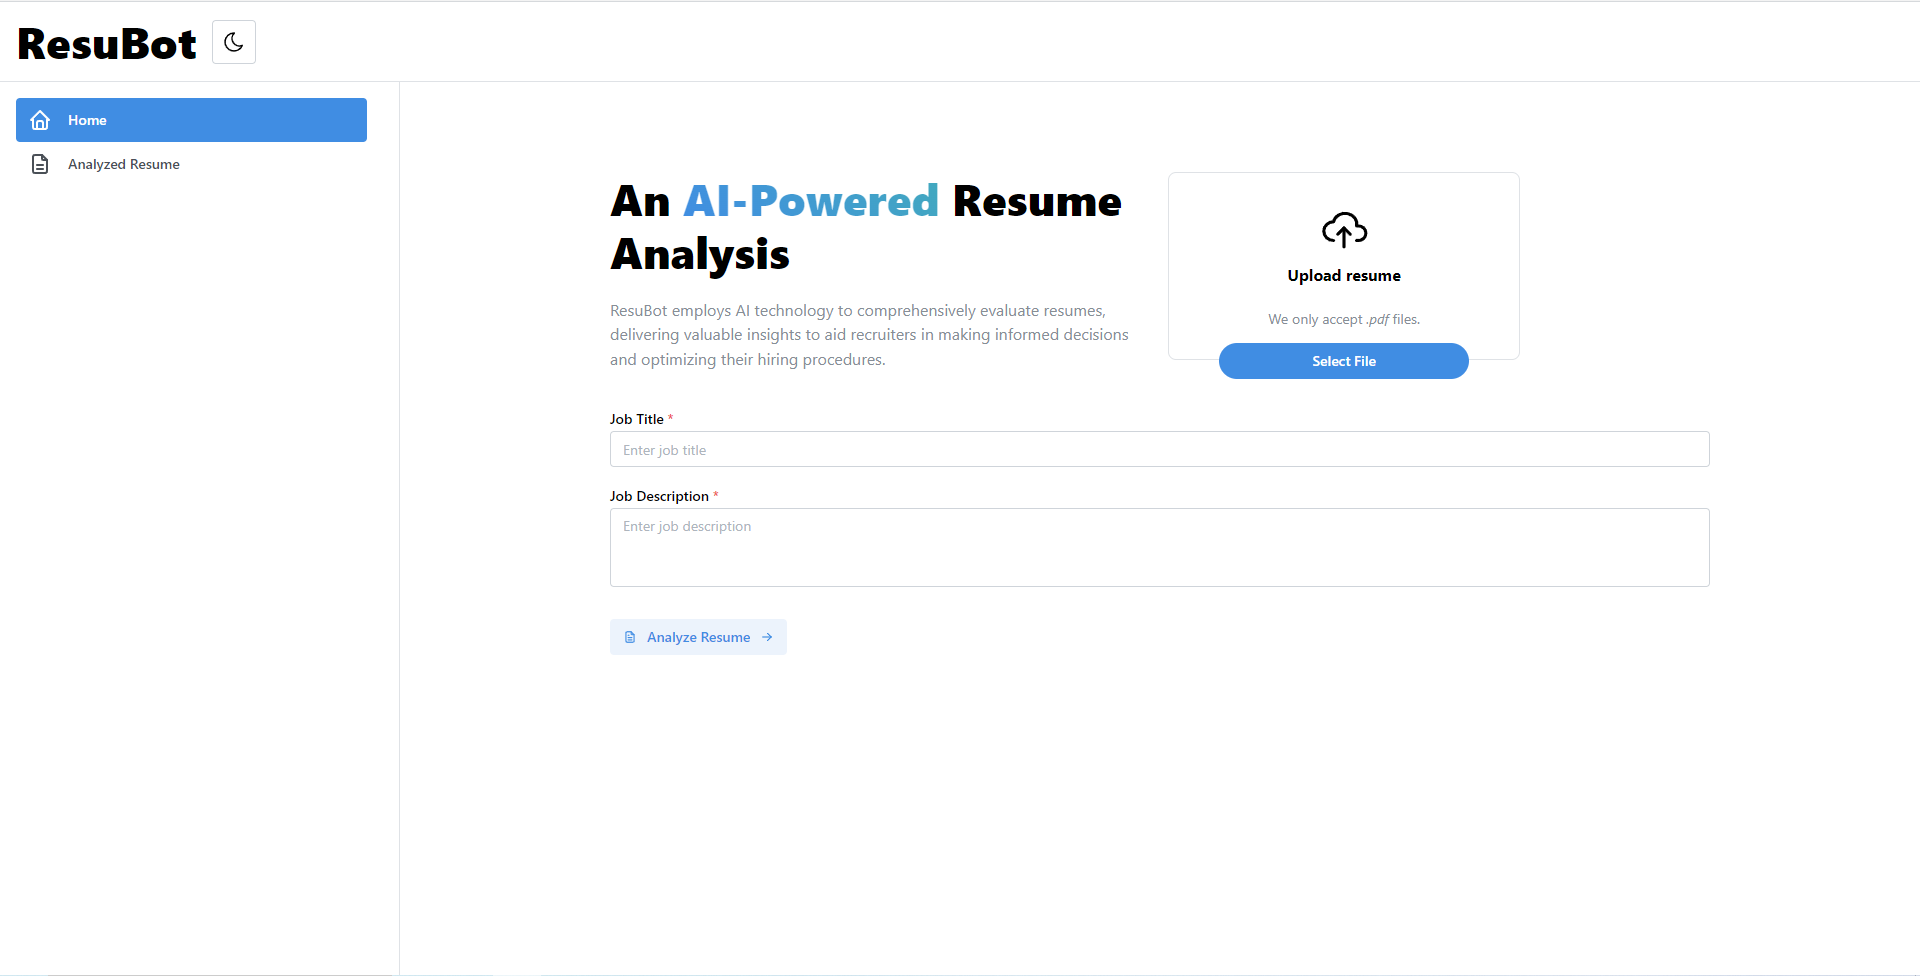 ResuBot
Home
Analyzed Resume
An AI-Powered Resume
Analysis
ResuBot employs AI technology to comprehensively evaluate resumes,
delivering valuable insights to aid recruiters in making informed decisions
and optimizing their hiring procedures.
Upload resume
We only accept .pdf files.
Select File
Job Title *
Enter job title
Job Description *
Enter job description
Analyze Resume